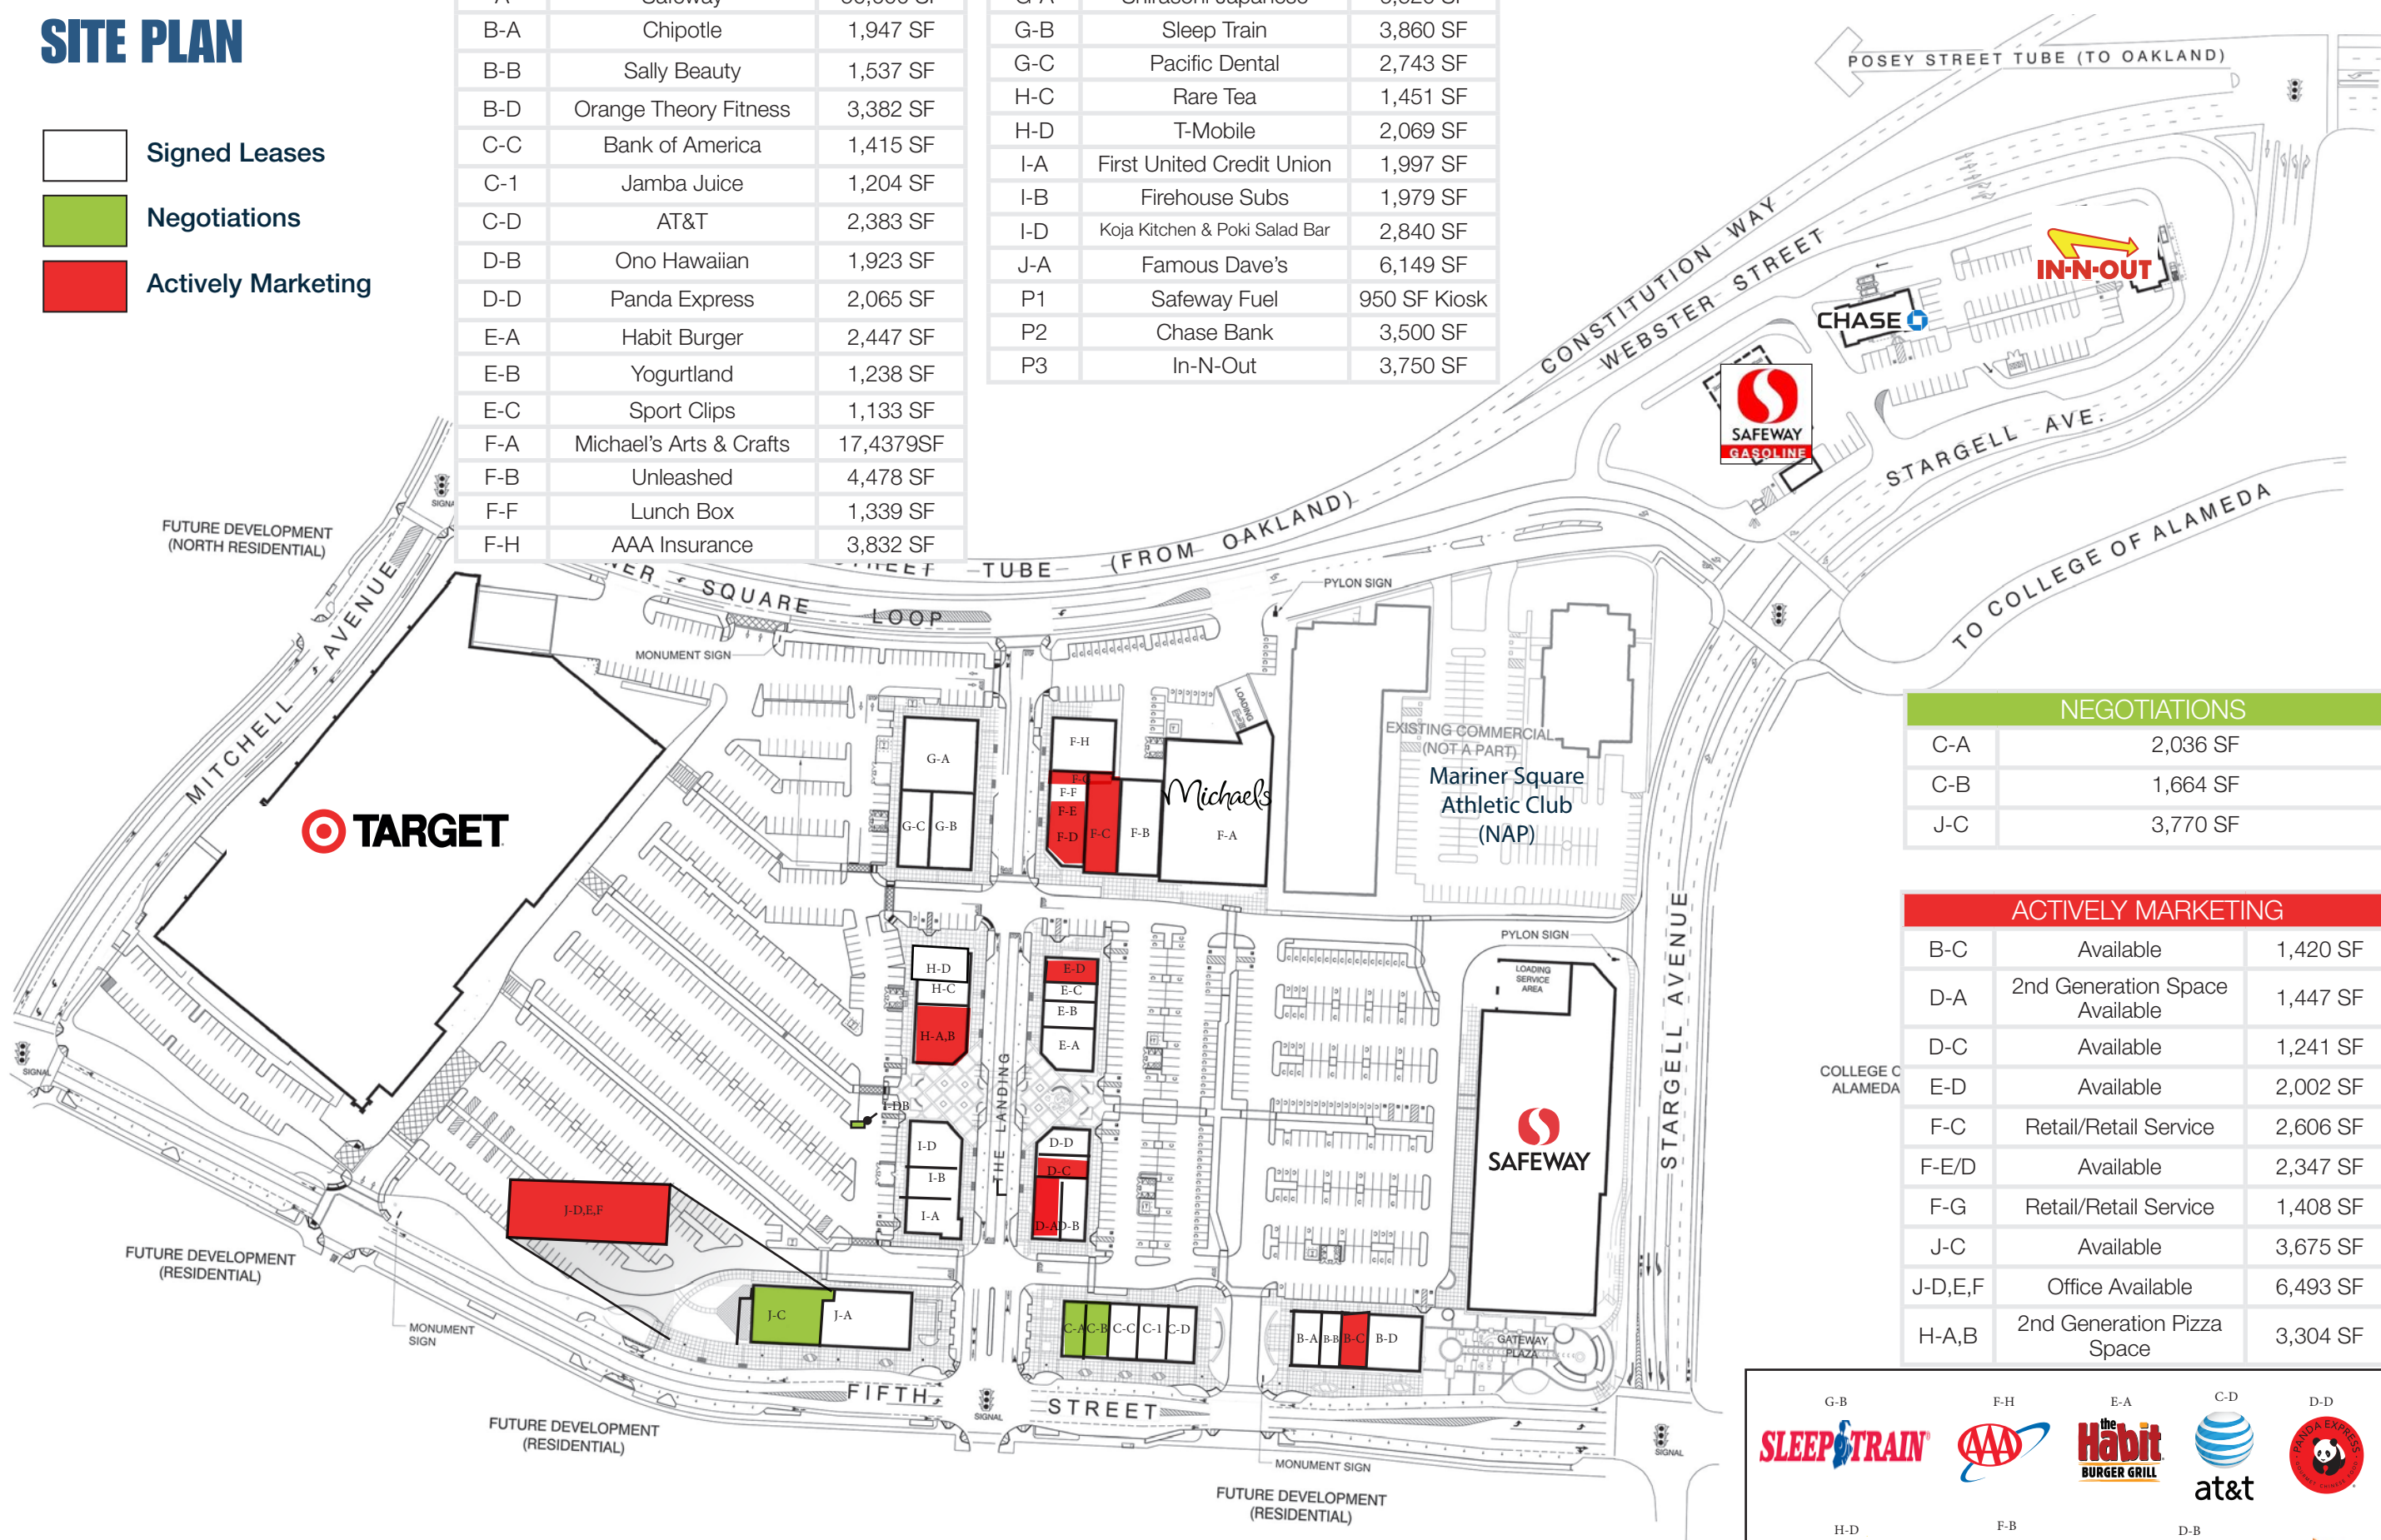 SITE PLAN
Signed Leases
Negotiations
Actively Marketing
B-A Chipotle 1,947 SF
B-B Sally Beauty 1,537 SF
B-D Orange Theory Fitness 3,382 SF
C-C Bank of America 1,415 SF
C-1 Jamba Juice 1,204 SF
C-D AT&T 2,383 SF
D-B Ono Hawaiian 1,923 SF
D-D Panda Express 2,065 SF
E-A Habit Burger 2,447 SF
E-B Yogurtland 1,238 SF
E-C Sport Clips 1,133 SF
F-A Michael's Arts & Crafts 17,4379SF
F-B Unleashed 4,478 SF
F-F Lunch Box 1,339 SF
F-H AAA Insurance 3,832 SF
G-B Sleep Train 3,860 SF
G-C Pacific Dental 2,743 SF
H-C Rare Tea 1,451 SF
H-D T-Mobile 2,069 SF
I-A First United Credit Union 1,997 SF
I-B Firehouse Subs 1,979 SF
I-D Koja Kitchen & Poki Salad Bar 2,840 SF
J-A Famous Dave's 6,149 SF
P1 Safeway Fuel 950 SF Kiosk
P2 Chase Bank 3,500 SF
P3 In-N-Out 3,750 SF
POSEY STREET TUBE (TO OAKLAND)
CONSTITUTION WAY
WEBSTER STREET
IN-N-OUT
CHASE
SAFEWAY
GASOLINE
STARGELL AVE.
TO COLLEGE OF ALAMEDA
FUTURE DEVELOPMENT
(NORTH RESIDENTIAL)
MITCHELL AVENUE
SQUARE LOOP
TUBE (FROM OAKLAND)
PYLON SIGN
MONUMENT SIGN
LOADING
EXISTING COMMERCIAL
(NOT A PART)
Mariner Square
Athletic Club
(NAP)
TARGET
G-A
G-C G-B
F-H
F-G
F-F
F-E
F-D
F-C
F-B
Michaels
F-A
NEGOTIATIONS
C-A 2,036 SF
C-B 1,664 SF
J-C 3,770 SF
ACTIVELY MARKETING
B-C Available 1,420 SF
D-A 2nd Generation Space Available 1,447 SF
D-C Available 1,241 SF
E-D Available 2,002 SF
F-C Retail/Retail Service 2,606 SF
F-E/D Available 2,347 SF
F-G Retail/Retail Service 1,408 SF
J-C Available 3,675 SF
J-D,E,F Office Available 6,493 SF
H-A,B 2nd Generation Pizza Space 3,304 SF
PYLON SIGN
LOADING
SERVICE
AREA
H-D
H-C
H-A,B
E-D
E-C
E-B
E-A
THE LANDING
I-DB
I-D
I-B
I-A
D-D
D-C
D-A D-B
SAFEWAY
STARGELL AVENUE
ALAMEDA
SIGNAL
J-D,E,F
J-C
J-A
C-A C-B C-C C-1 C-D
B-A B-B B-C B-D
GATEWAY
PLAZA
FUTURE DEVELOPMENT
(RESIDENTIAL)
MONUMENT
SIGN
FIFTH STREET
SIGNAL
SIGNAL
FUTURE DEVELOPMENT
(RESIDENTIAL)
MONUMENT SIGN
FUTURE DEVELOPMENT
(RESIDENTIAL)
G-B F-H E-A C-D D-D
SLEEP TRAIN
AAA
the
Habit
BURGER GRILL
at&t
PANDA EXPRESS
GOURMET CHINESE FOOD
H-D F-B D-B